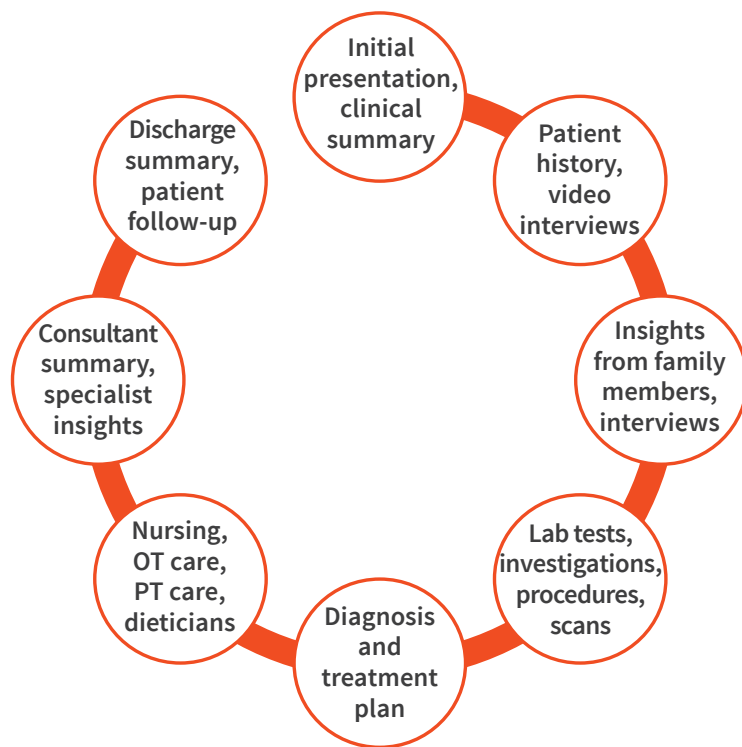 Initial
presentation,
clinical
summary
Patient
history,
video
interviews
Insights
from family
members,
interviews
Lab tests,
investigations,
procedures,
scans
Diagnosis
and
treatment
plan
Nursing,
OT care,
PT care,
dieticians
Consultant
summary,
specialist
insights
Discharge
summary,
patient
follow-up